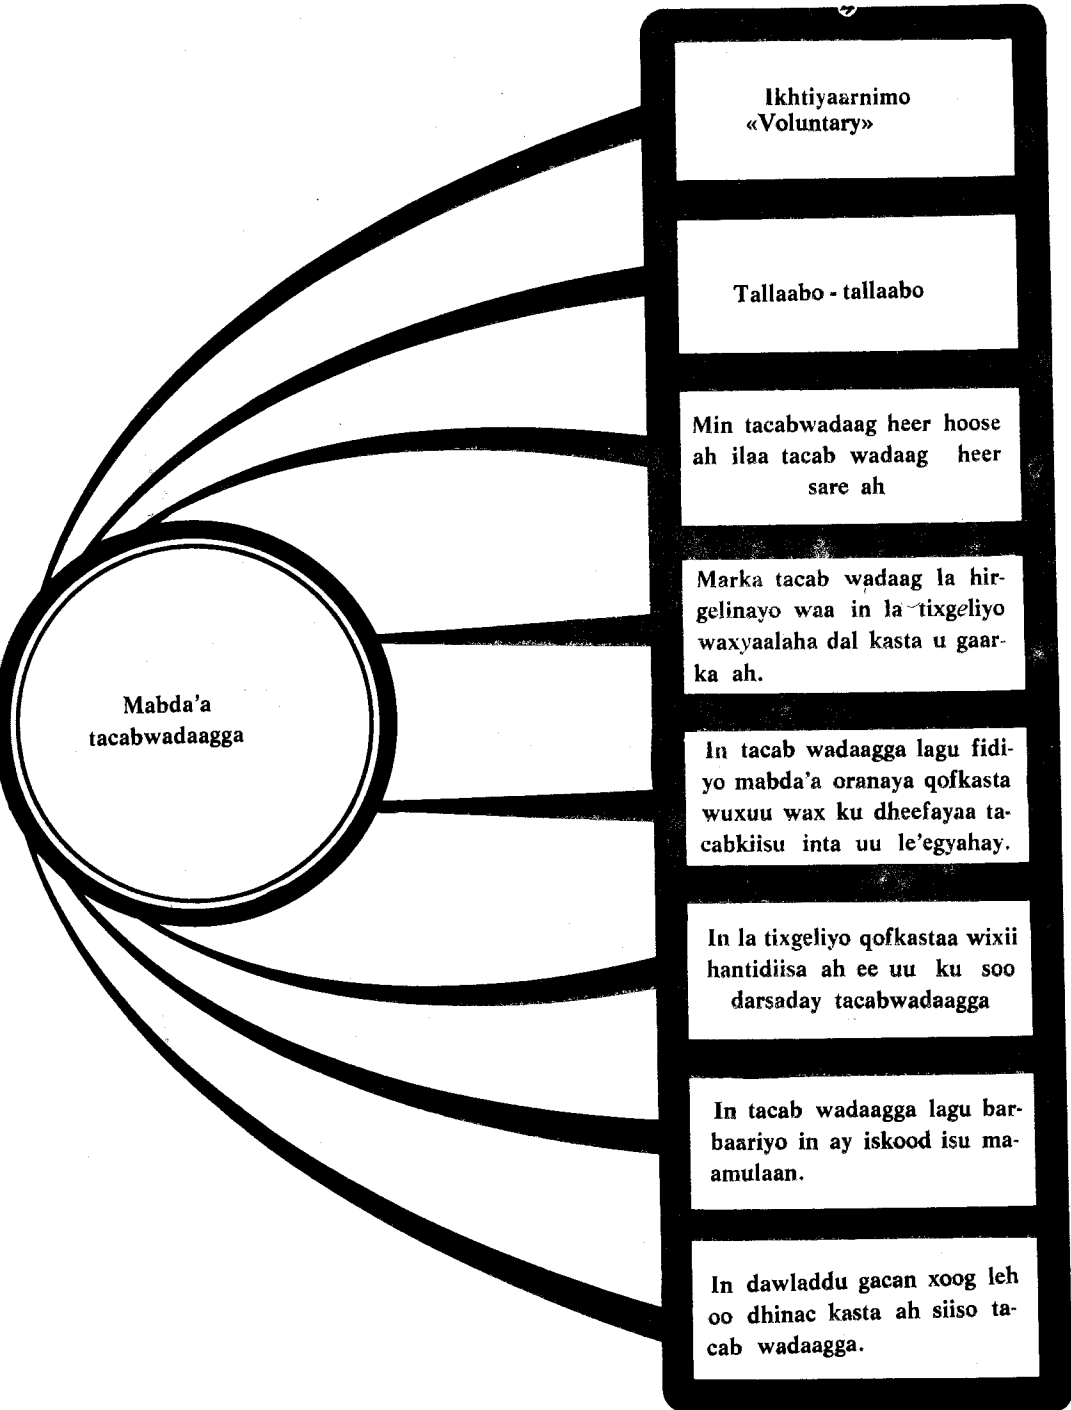 Mabda'a
tacabwadaagga
Ikhtiyaarnimo
«Voluntary»
Tallaabo - tallaabo
Min tacabwadaag heer hoose
ah ilaa tacab wadaag heer
sare ah
Marka tacab wadaag la hir-
gelinayo waa in la tixgeliyo
waxyaalaha dal kasta u gaar-
ka ah.
In tacab wadaagga lagu fidi-
yo mabda'a oranaya qofkasta
wuxuu wax ku dheefayaa ta-
cabkiisu inta uu le'egyahay.
In la tixgeliyo qofkastaa wixii
hantidiisa ah ee uu ku soo
darsaday tacabwadaagga
In tacab wadaagga lagu bar-
baariyo in ay iskood isu ma-
amulaan.
In dawladdu gacan xoog leh
oo dhinac kasta ah siiso ta-
cab wadaagga.